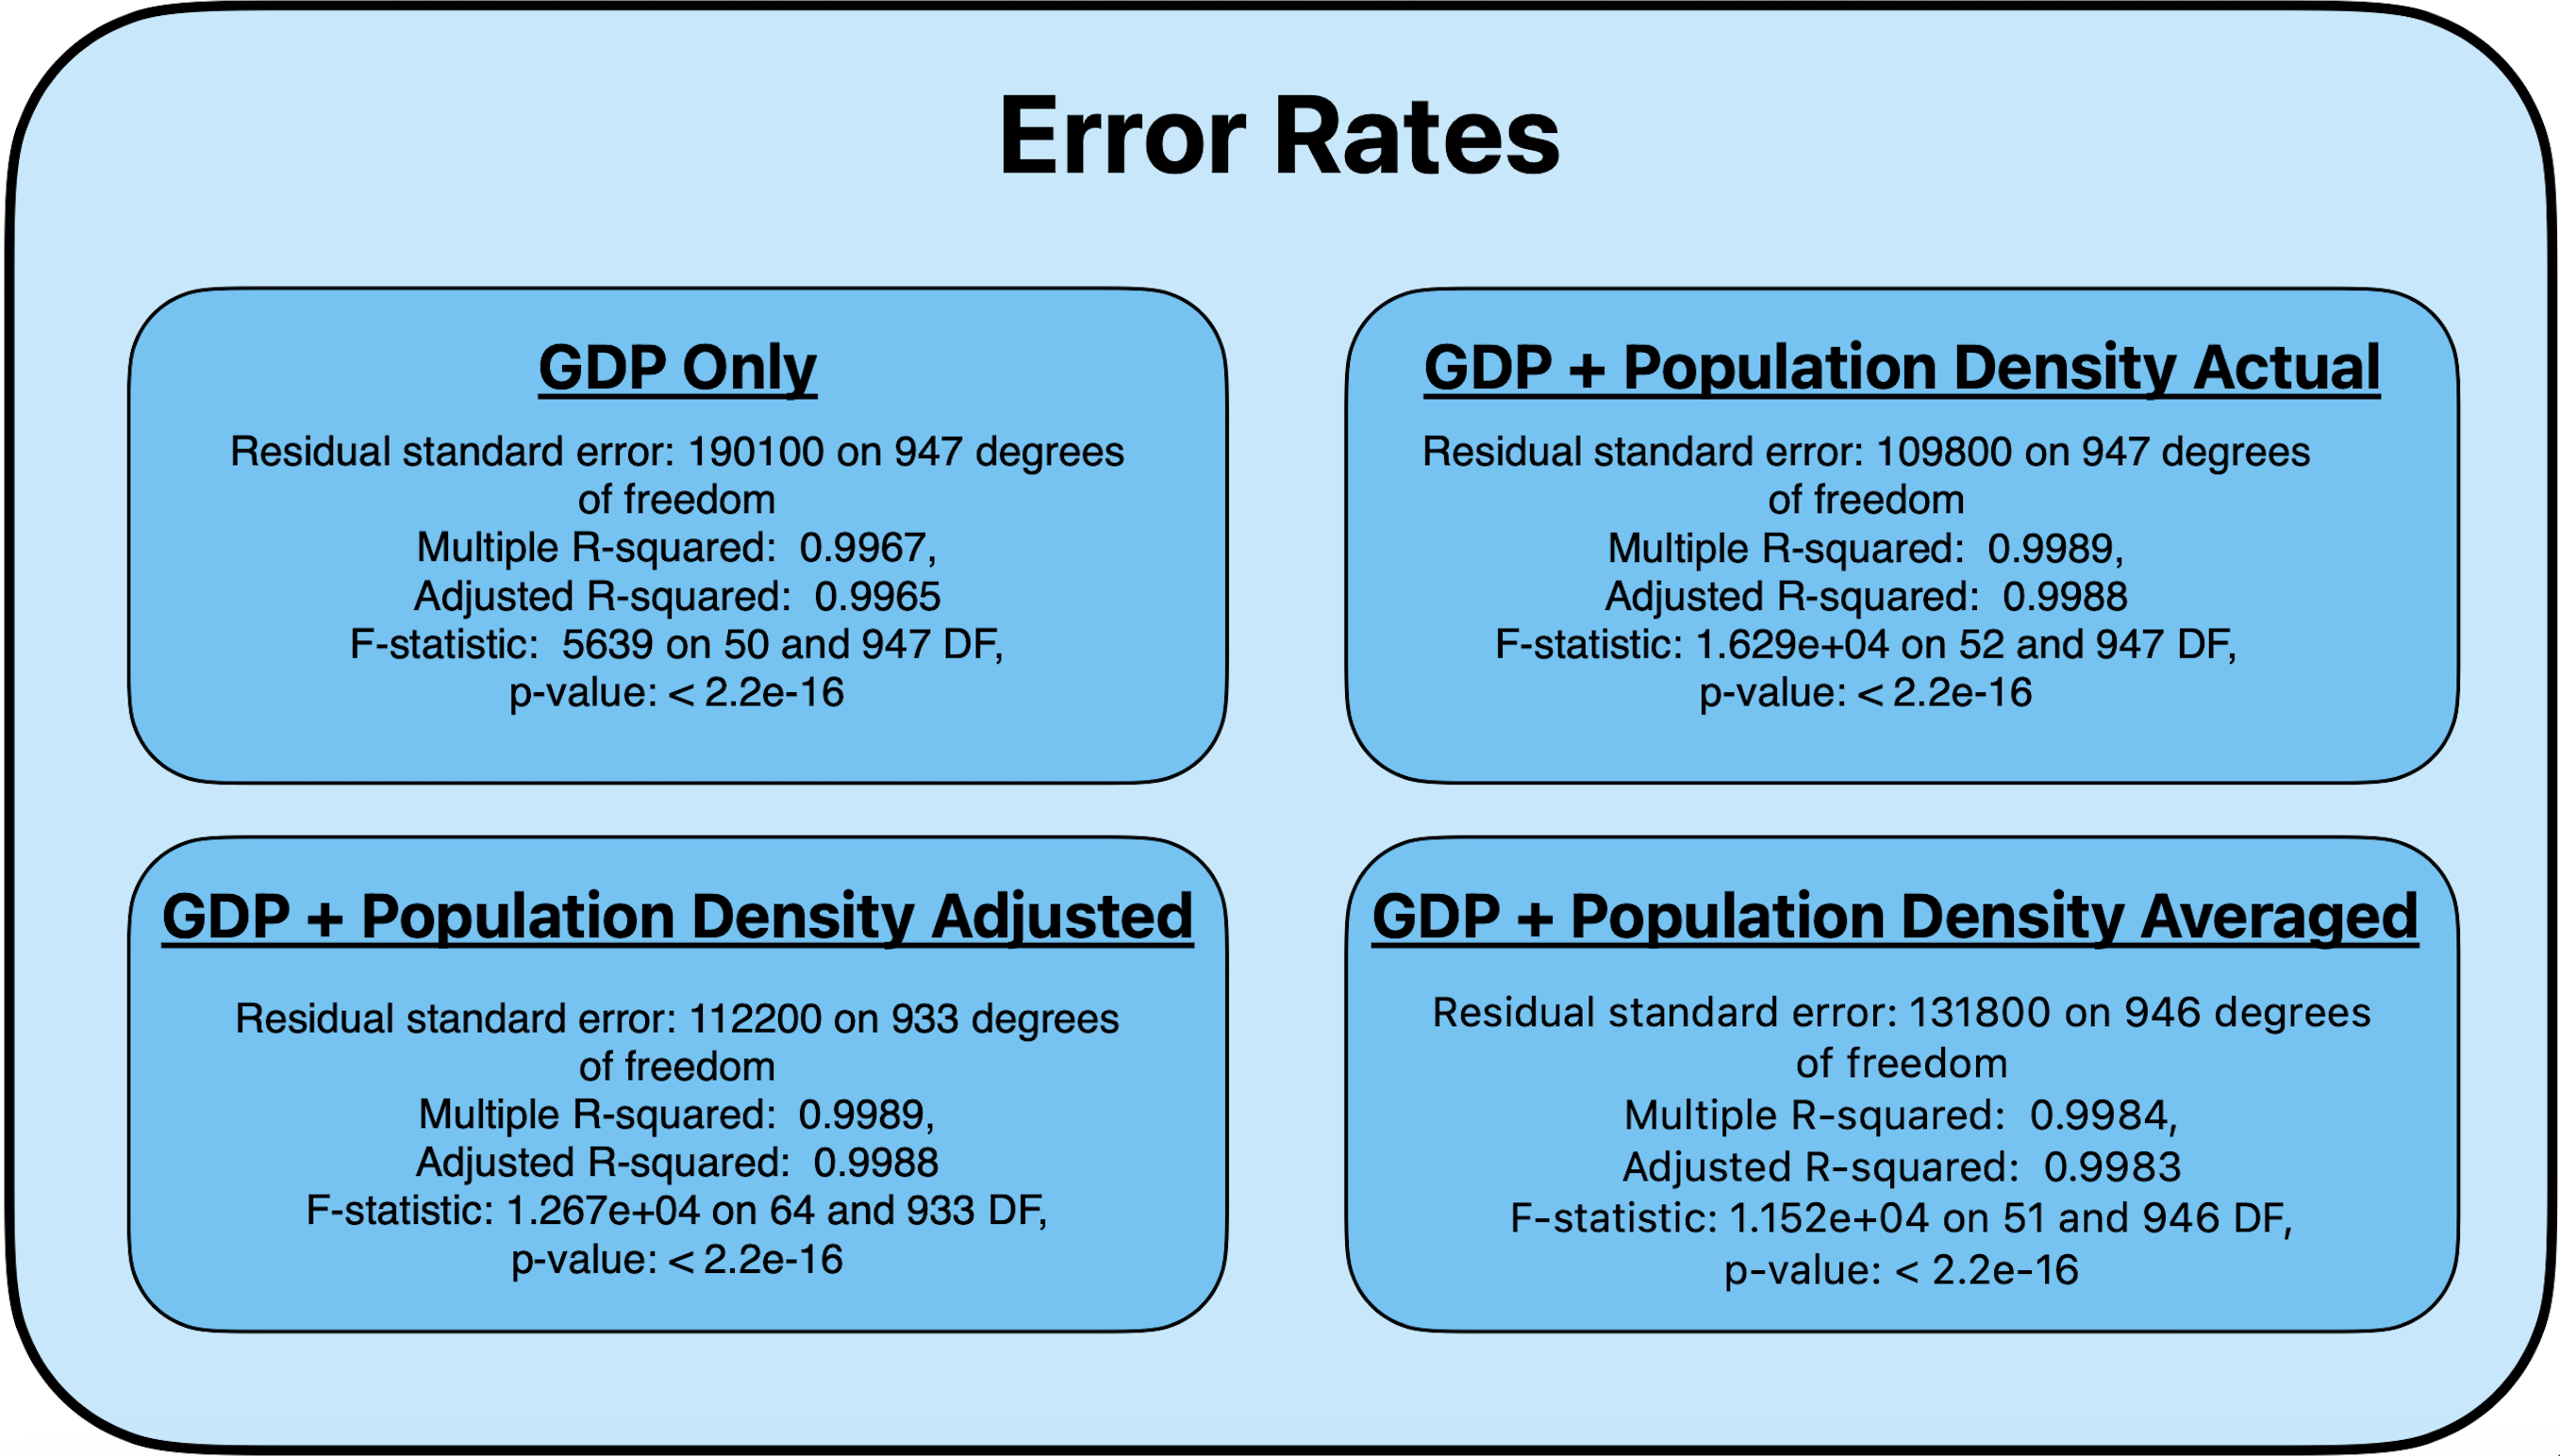 Error Rates
GDP Only
Residual standard error: 190100 on 947 degrees
of freedom
Multiple R-squared:  0.9967,
Adjusted R-squared:  0.9965
F-statistic:  5639 on 50 and 947 DF,
p-value: < 2.2e-16
GDP + Population Density Actual
Residual standard error: 109800 on 947 degrees
of freedom
Multiple R-squared:  0.9989,
Adjusted R-squared:  0.9988
F-statistic: 1.629e+04 on 52 and 947 DF,
p-value: < 2.2e-16
GDP + Population Density Adjusted
Residual standard error: 112200 on 933 degrees
of freedom
Multiple R-squared:  0.9989,
Adjusted R-squared:  0.9988
F-statistic: 1.267e+04 on 64 and 933 DF,
p-value: < 2.2e-16
GDP + Population Density Averaged
Residual standard error: 131800 on 946 degrees
of freedom
Multiple R-squared:  0.9984,
Adjusted R-squared:  0.9983
F-statistic: 1.152e+04 on 51 and 946 DF,
p-value: < 2.2e-16